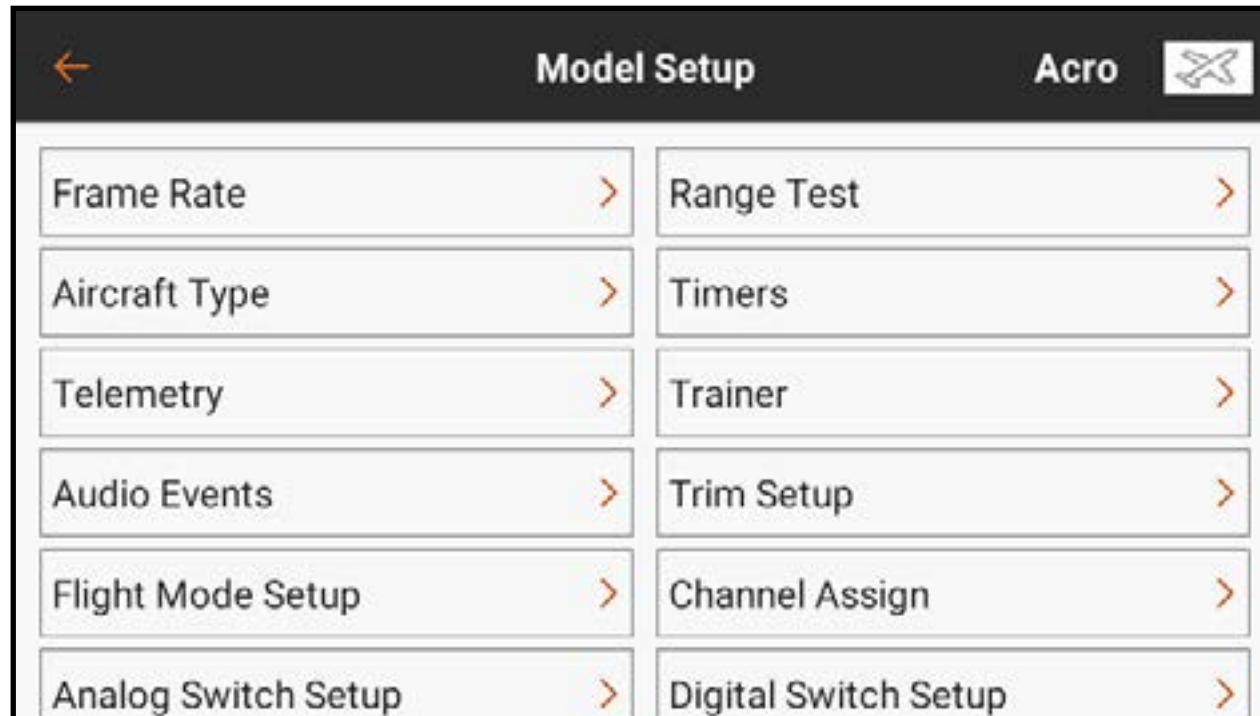 Model Setup Acro
Frame Rate Range Test
Aircraft Type Timers
Telemetry Trainer
Audio Events Trim Setup
Flight Mode Setup Channel Assign
Analog Switch Setup Digital Switch Setup